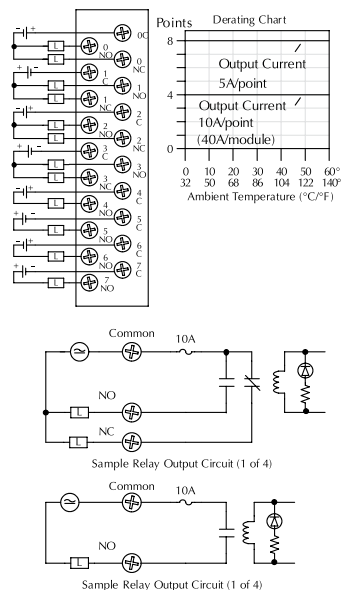 Points
Derating Chart
8
4
0
Output Current
5A/point
Output Current
10A/point
(40A/module)
0 10 20 30 40 50 60°
32 50 68 86 104 122 140°
Ambient Temperature (°C/°F)
0C
L
0
NO
L
0
NC
1
C
L
1
NO
L
1
NC
2
C
L
2
NO
L
2
NC
3
C
L
3
NO
L
3
NC
4
C
L
4
NO
5
C
L
5
NO
6
C
L
6
NO
7
C
L
7
NO
Common
10A
NO
L
NC
L
Sample Relay Output Circuit (1 of 4)
Common
10A
NO
L
Sample Relay Output Circuit (1 of 4)